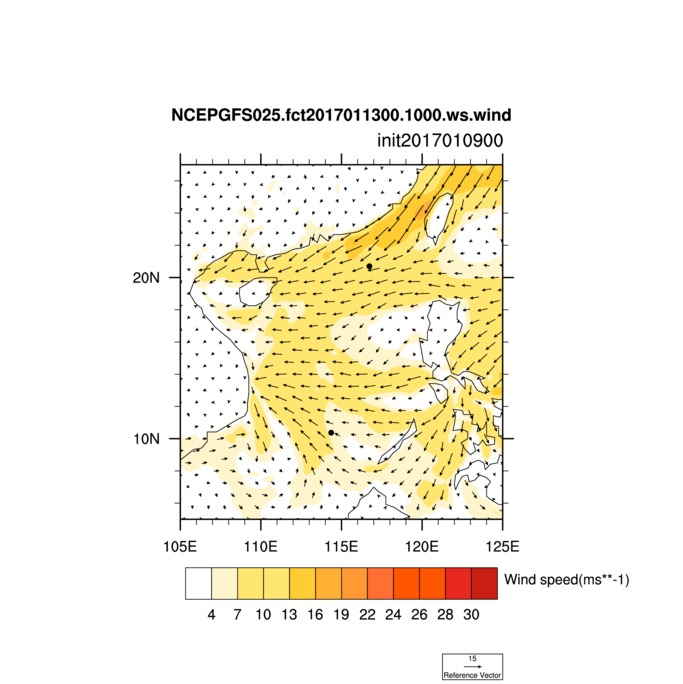 NCEPGFS025.fct2017011300.1000.ws.wind
init2017010900
20N
10N
105E 110E 115E 120E 125E
Wind speed(ms**-1)
4 7 10 13 16 19 22 24 26 28 30
15
Reference Vector